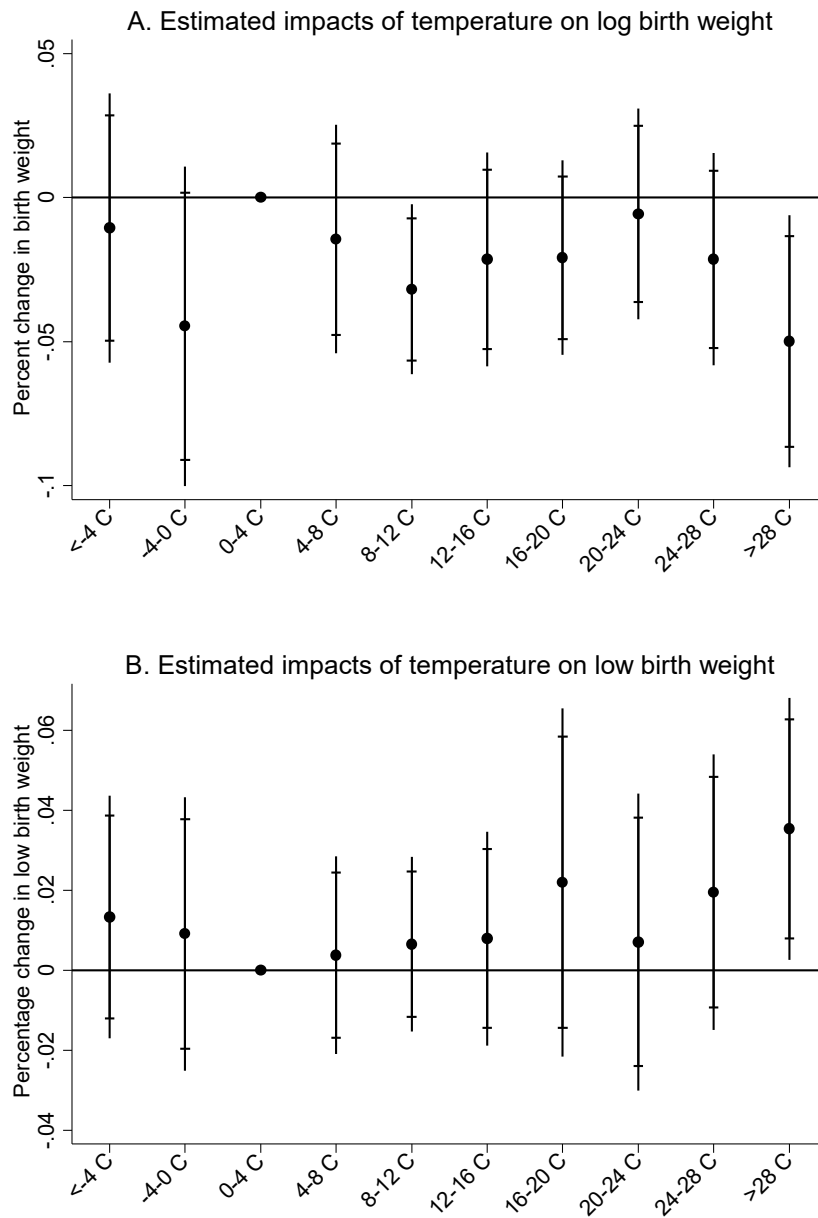 A. Estimated impacts of temperature on log birth weight
Percent change in birth weight
.05
0
-.05
-.1
<-4 C
-4-0 C
0-4 C
4-8 C
8-12 C
12-16 C
16-20 C
20-24 C
24-28 C
>28 C
B. Estimated impacts of temperature on low birth weight
Percentage change in low birth weight
.06
.04
.02
0
-.02
-.04
<-4 C
-4-0 C
0-4 C
4-8 C
8-12 C
12-16 C
16-20 C
20-24 C
24-28 C
>28 C